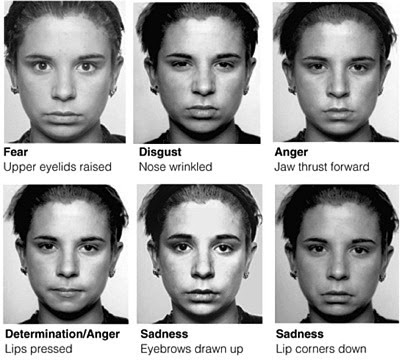 Fear
Upper eyelids raised
Disgust
Nose wrinkled
Anger
Jaw thrust forward
Determination/Anger
Lips pressed
Sadness
Eyebrows drawn up
Sadness
Lip corners down